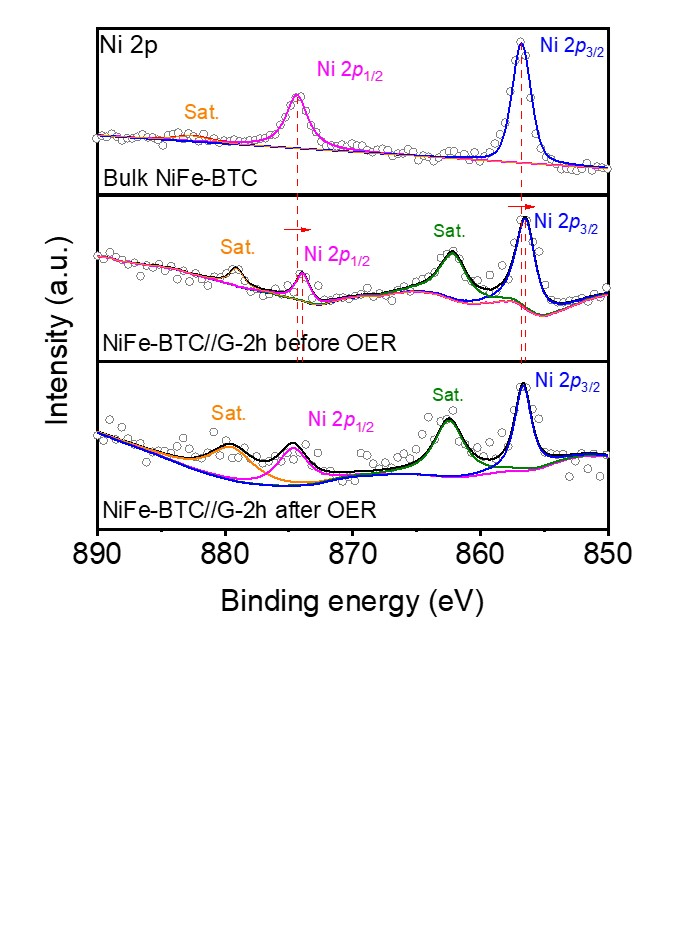 Ni 2p
Ni 2p3/2
Ni 2p1/2
Sat.
Bulk NiFe-BTC
Ni 2p3/2
Sat.
Sat.
Ni 2p1/2
NiFe-BTC//G-2h before OER
Ni 2p3/2
Sat.
Sat.
Ni 2p1/2
NiFe-BTC//G-2h after OER
Intensity (a.u.)
890 880 870 860 850
Binding energy (eV)